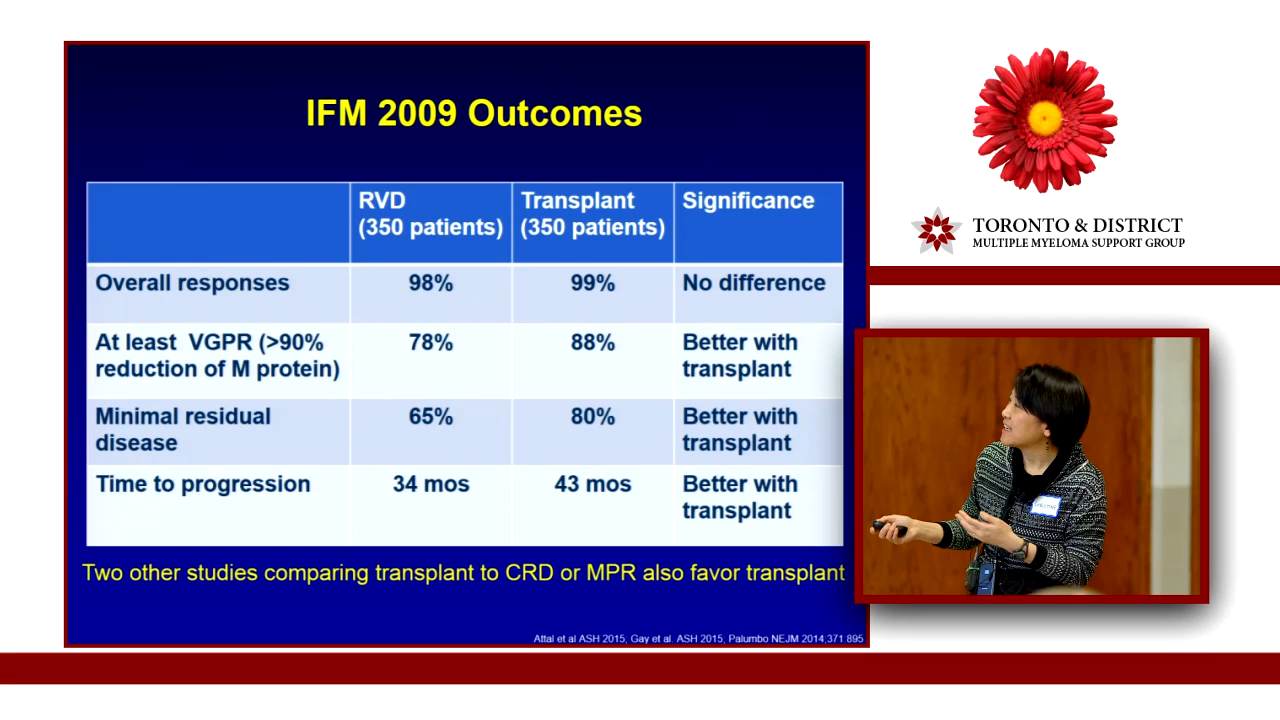 IFM 2009 Outcomes
RVD
(350 patients)
Transplant
(350 patients)
Significance
Overall responses
98%
99%
No difference
At least VGPR (>90%
reduction of M protein)
78%
88%
Better with
transplant
Minimal residual
disease
65%
80%
Better with
transplant
Time to progression
34 mos
43 mos
Better with
transplant
Two other studies comparing transplant to CRD or MPR also favor transplant
Attal et al ASH 2015; Gay et al. ASH 2015; Palumbo NEJM 2014;371 895
TORONTO & DISTRICT
MULTIPLE MYELOMA SUPPORT GROUP